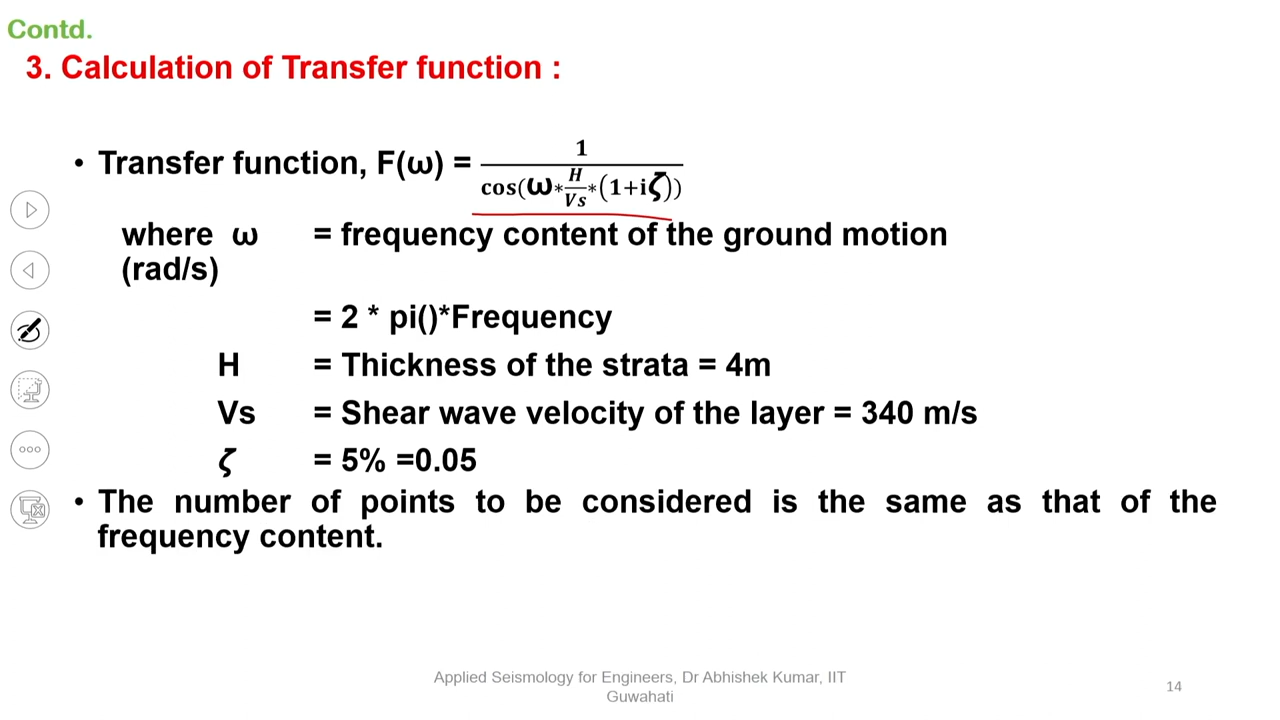 Contd.
3. Calculation of Transfer function :
• Transfer function, F(ω) = 1 / cos(ω*H/Vs*(1+iζ))
where ω = frequency content of the ground motion
(rad/s)
= 2 * pi()*Frequency
H = Thickness of the strata = 4m
Vs = Shear wave velocity of the layer = 340 m/s
ζ = 5% =0.05
• The number of points to be considered is the same as that of the
frequency content.
Applied Seismology for Engineers, Dr Abhishek Kumar, IIT
Guwahati
14